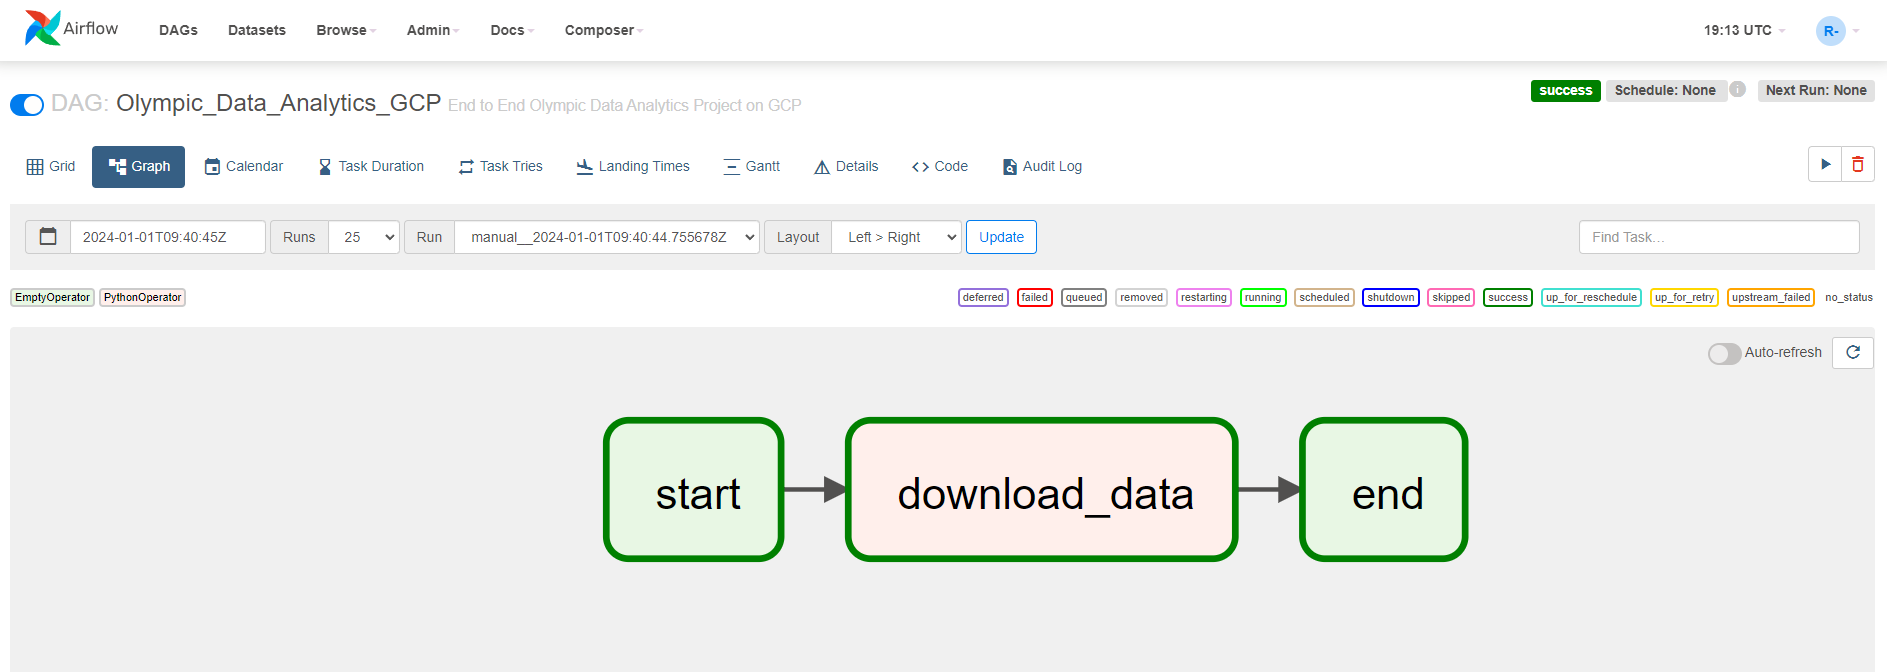 Airflow DAGs Datasets Browse Admin Docs Composer 19:13 UTC R-
DAG: Olympic_Data_Analytics_GCP End to End Olympic Data Analytics Project on GCP success Schedule: None i Next Run: None
Grid Graph Calendar Task Duration Task Tries Landing Times Gantt Details Code Audit Log
2024-01-01T09:40:45Z Runs 25 Run manual__2024-01-01T09:40:44.755678Z Layout Left > Right Update Find Task...
EmptyOperator PythonOperator deferred failed queued removed restarting running scheduled shutdown skipped success up_for_reschedule up_for_retry upstream_failed no_status
Auto-refresh
start download_data end